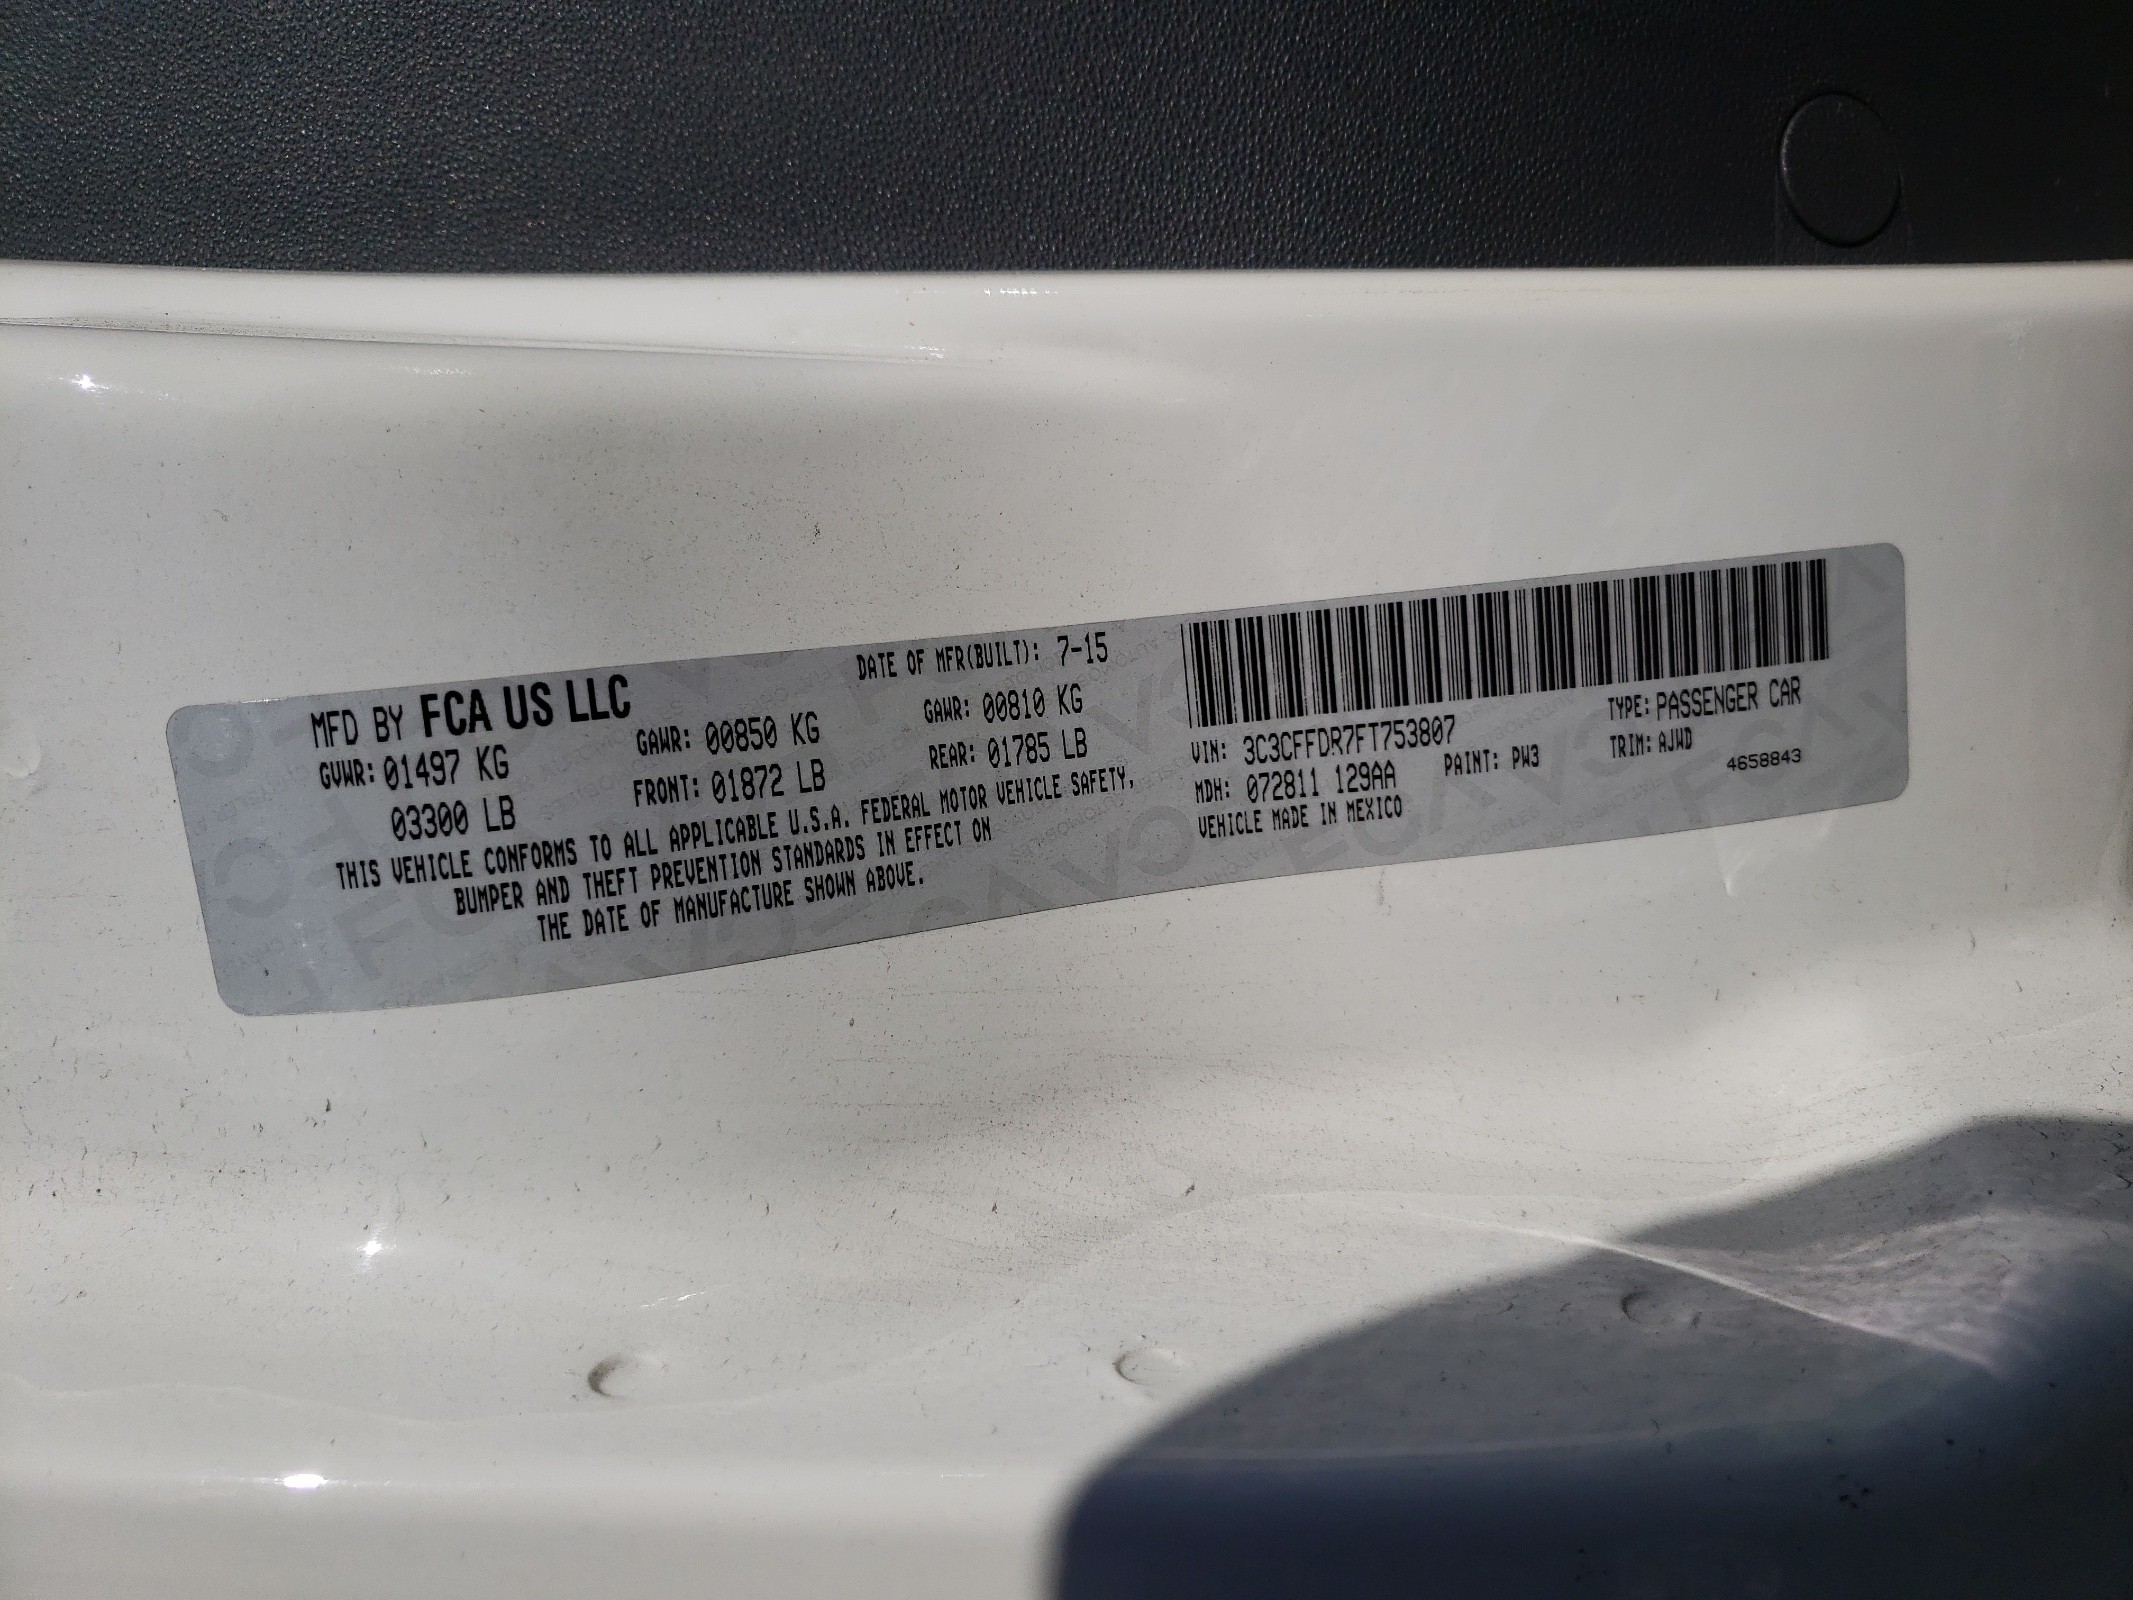 MFD BY FCA US LLC
DATE OF MFR(BUILT): 7-15
GVWR: 01497 KG
03300 LB
GAWR: 00850 KG
FRONT: 01872 LB
GAWR: 00810 KG
REAR: 01785 LB
THIS VEHICLE CONFORMS TO ALL APPLICABLE U.S.A. FEDERAL MOTOR VEHICLE SAFETY,
BUMPER AND THEFT PREVENTION STANDARDS IN EFFECT ON
THE DATE OF MANUFACTURE SHOWN ABOVE.
VIN: 3C3CFFDR7FT753807
TYPE: PASSENGER CAR
MDH: 072811 129AA
PAINT: PW3
TRIM: AJWD
VEHICLE MADE IN MEXICO
4658843